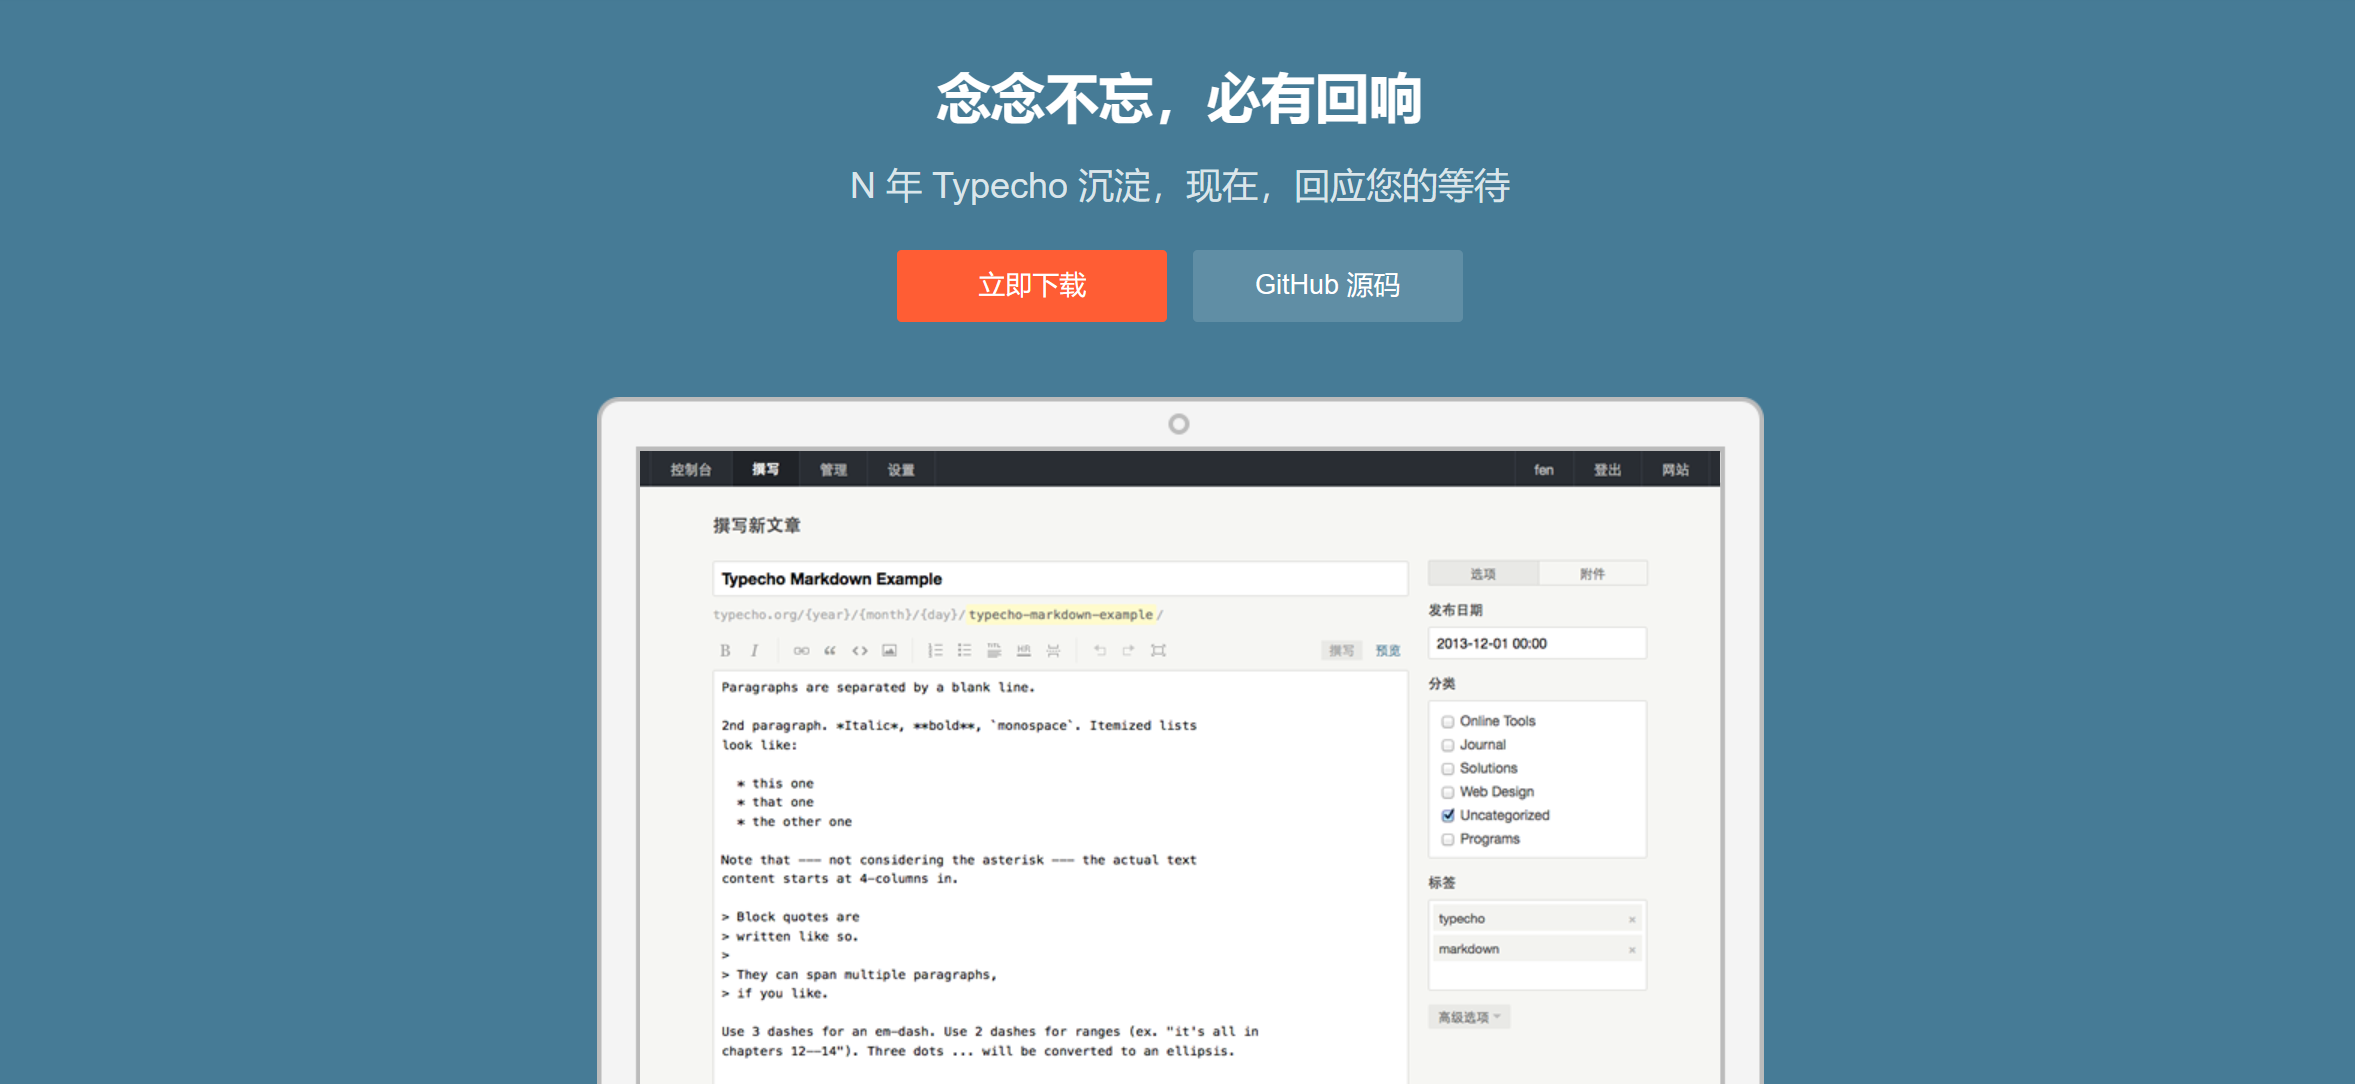 念念不忘，必有回响
N 年 Typecho 沉淀，现在，回应您的等待
立即下载
GitHub 源码
控制台
撰写
管理
设置
fen
登出
网站
撰写新文章
Typecho Markdown Example
typecho.org/{year}/{month}/{day}/typecho-markdown-example/
B I
撰写 预览
Paragraphs are separated by a blank line.
2nd paragraph. *Italic*, **bold**, `monospace`. Itemized lists
look like:
* this one
* that one
* the other one
Note that --- not considering the asterisk --- the actual text
content starts at 4-columns in.
> Block quotes are
> written like so.
>
> They can span multiple paragraphs,
> if you like.
Use 3 dashes for an em-dash. Use 2 dashes for ranges (ex. "it's all in
chapters 12--14"). Three dots ... will be converted to an ellipsis.
选项
附件
发布日期
2013-12-01 00:00
分类
Online Tools
Journal
Solutions
Web Design
Uncategorized
Programs
标签
typecho ×
markdown ×
高级选项